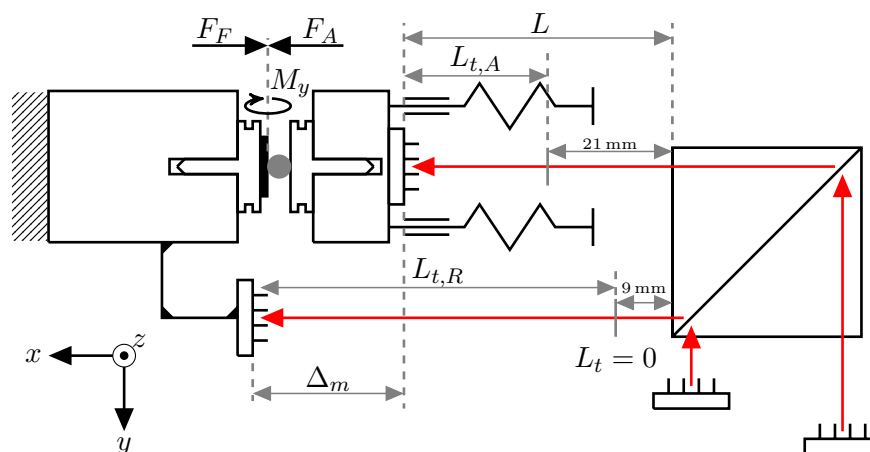 F_F F_A L
L_{t,A}
M_y
21 mm
L_{t,R}
9 mm
x z
L_t = 0
Δ_m
y